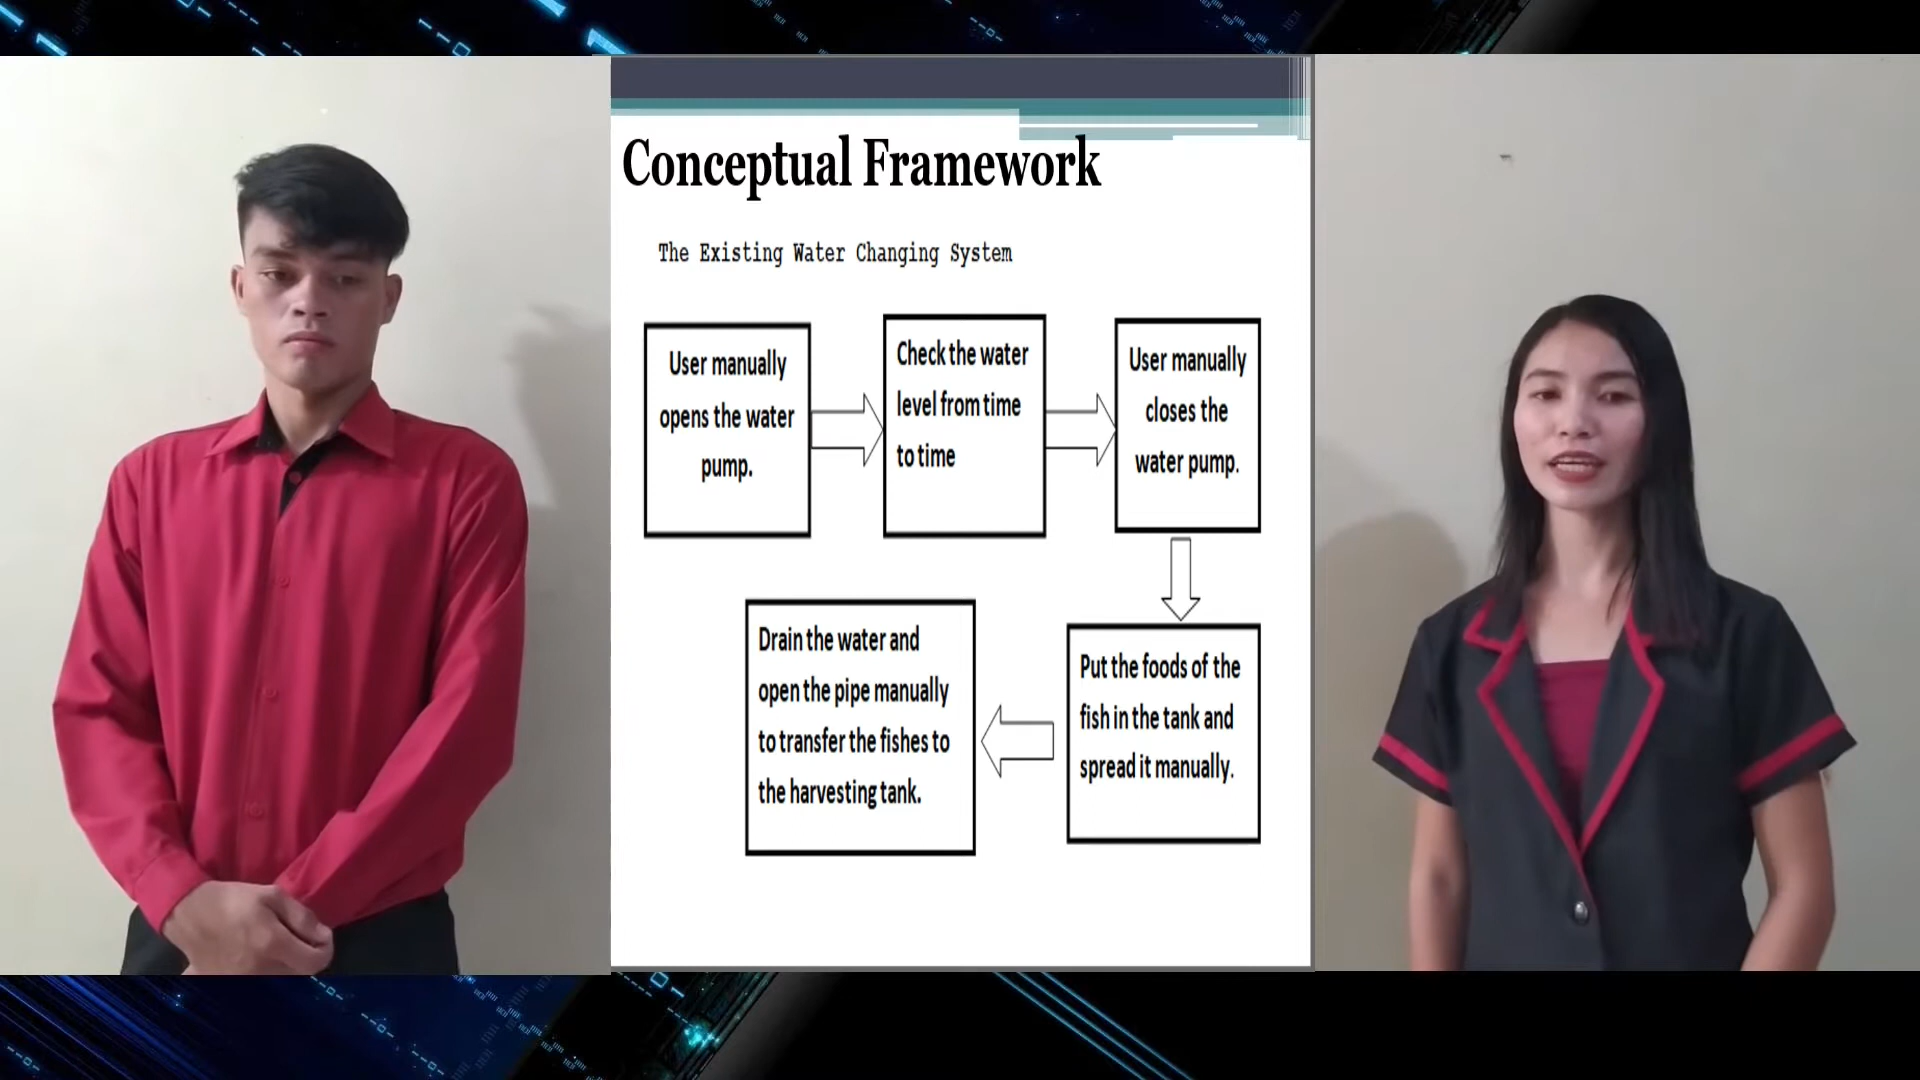 Conceptual Framework
The Existing Water Changing System
User manually
opens the water
pump.
Check the water
level from time
to time
User manually
closes the
water pump.
Put the foods of the
fish in the tank and
spread it manually.
Drain the water and
open the pipe manually
to transfer the fishes to
the harvesting tank.